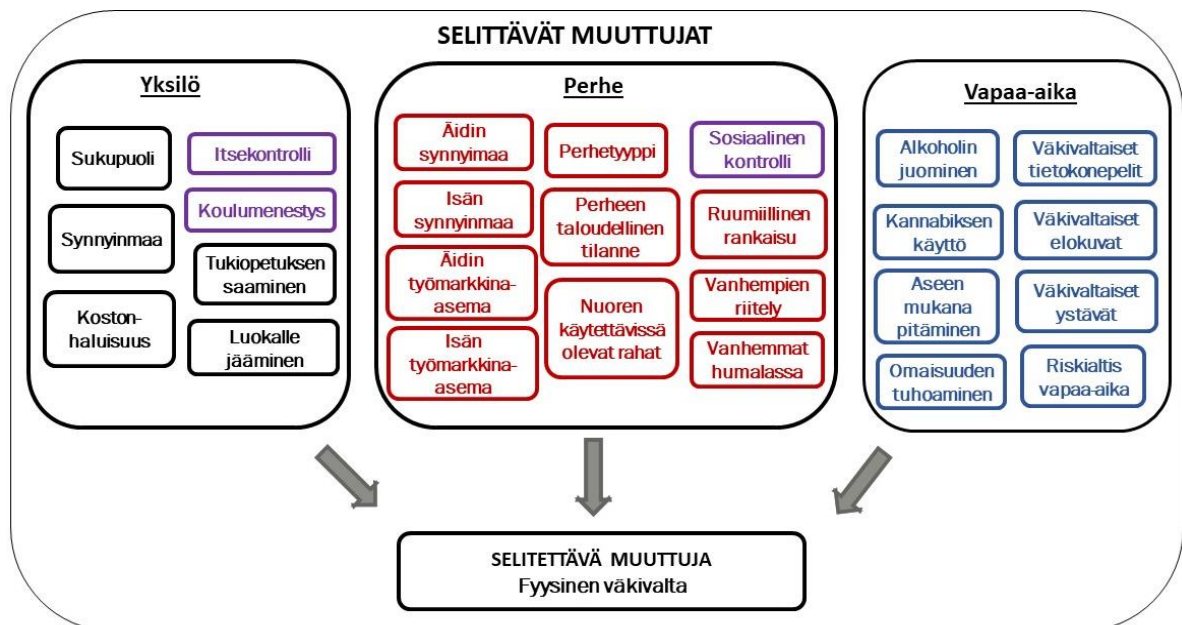 SELITTÄVÄT MUUTTUJAT
Yksilö
Sukupuoli
Synnyinmaa
Koston-
haluisuus
Itsekontrolli
Koulumenestys
Tukiopetuksen
saaminen
Luokalle
jääminen
Perhe
Äidin
synnyimaa
Isän
synnyinmaa
Äidin
työmarkkina-
asema
Isän
työmarkkina-
asema
Perhetyyppi
Perheen
taloudellinen
tilanne
Nuoren
käytettävissä
olevat rahat
Sosiaalinen
kontrolli
Ruumiillinen
rankaisu
Vanhempien
riitely
Vanhemmat
humalassa
Vapaa-aika
Alkoholin
juominen
Kannabiksen
käyttö
Aseen
mukana
pitäminen
Omaisuuden
tuhoaminen
Väkivaltaiset
tietokonepelit
Väkivaltaiset
elokuvat
Väkivaltaiset
ystävät
Riskialtis
vapaa-aika
SELITETTÄVÄ MUUTTUJA
Fyysinen väkivalta